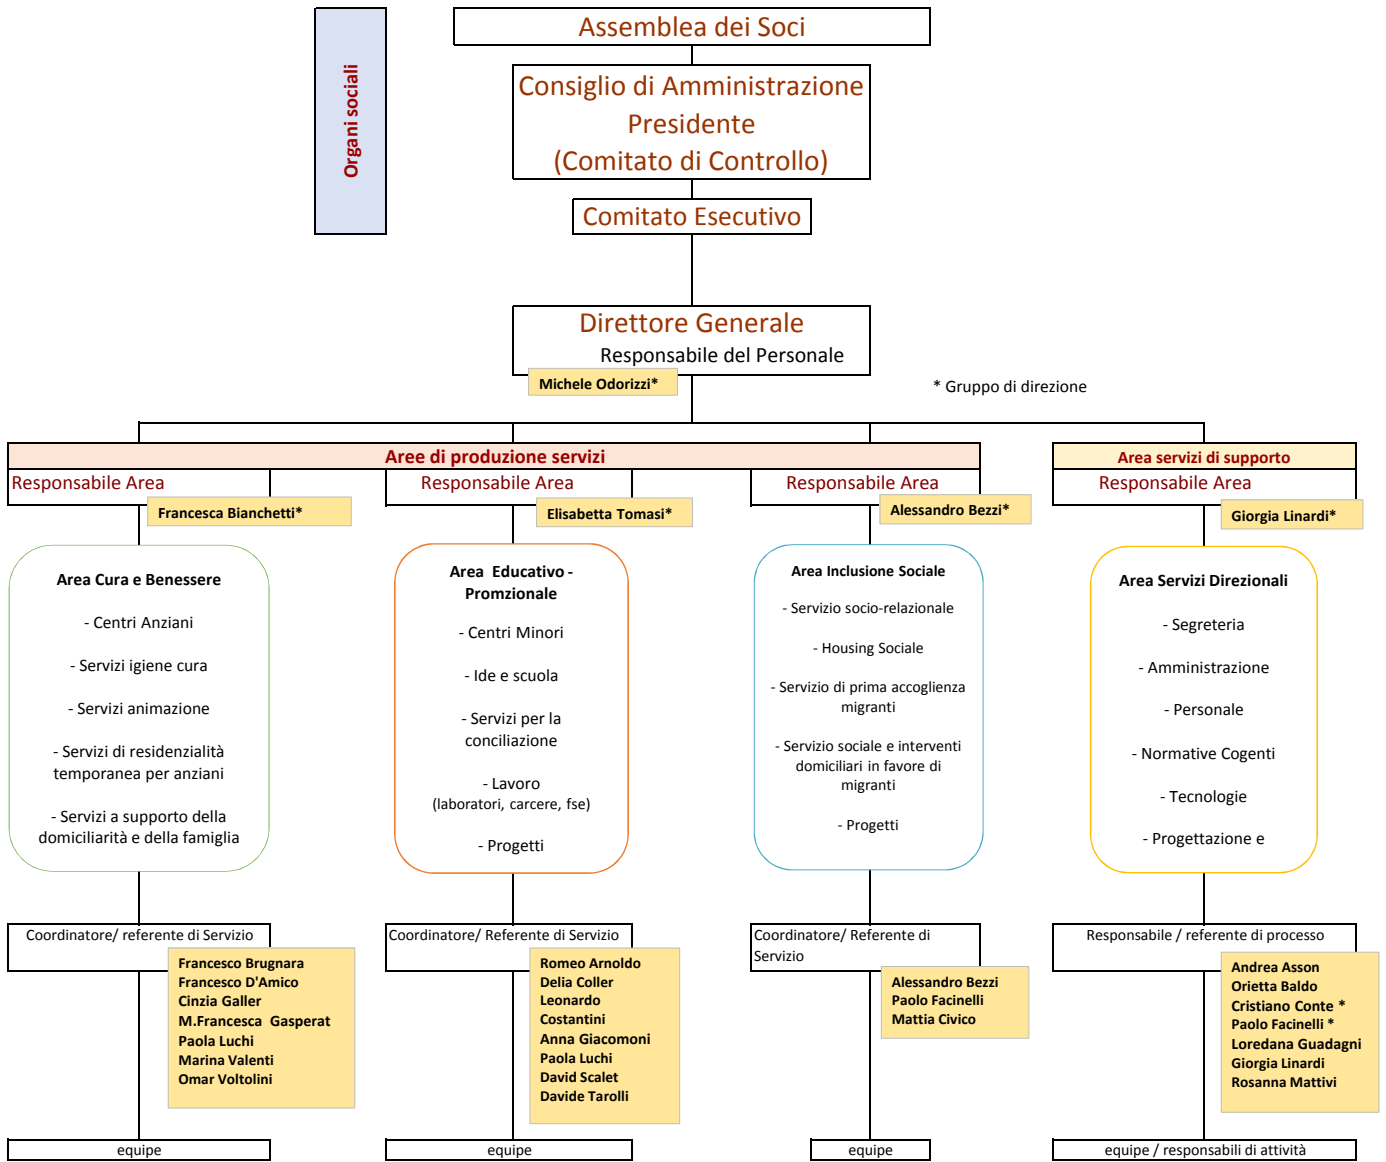 Organi sociali
Assemblea dei Soci
Consiglio di Amministrazione
Presidente
(Comitato di Controllo)
Comitato Esecutivo
Direttore Generale
Responsabile del Personale
Michele Odorizzi*
* Gruppo di direzione
Aree di produzione servizi
Area servizi di supporto
Responsabile Area
Francesca Bianchetti*
Responsabile Area
Elisabetta Tomasi*
Responsabile Area
Alessandro Bezzi*
Responsabile Area
Giorgia Linardi*
Area Cura e Benessere
- Centri Anziani
- Servizi igiene cura
- Servizi animazione
- Servizi di residenzialità
temporanea per anziani
- Servizi a supporto della
domiciliarità e della famiglia
Area Educativo -
Promzionale
- Centri Minori
- Ide e scuola
- Servizi per la
conciliazione
- Lavoro
(laboratori, carcere, fse)
- Progetti
Area Inclusione Sociale
- Servizio socio-relazionale
- Housing Sociale
- Servizio di prima accoglienza
migranti
- Servizio sociale e interventi
domiciliari in favore di
migranti
- Progetti
Area Servizi Direzionali
- Segreteria
- Amministrazione
- Personale
- Normative Cogenti
- Tecnologie
- Progettazione e
Coordinatore/ referente di Servizio
Francesco Brugnara
Francesco D'Amico
Cinzia Galler
M.Francesca Gasperat
Paola Luchi
Marina Valenti
Omar Voltolini
Coordinatore/ Referente di Servizio
Romeo Arnoldo
Delia Coller
Leonardo
Costantini
Anna Giacomoni
Paola Luchi
David Scalet
Davide Tarolli
Coordinatore/ Referente di
Servizio
Alessandro Bezzi
Paolo Facinelli
Mattia Civico
Responsabile / referente di processo
Andrea Asson
Orietta Baldo
Cristiano Conte *
Paolo Facinelli *
Loredana Guadagni
Giorgia Linardi
Rosanna Mattivi
equipe
equipe
equipe
equipe / responsabili di attività